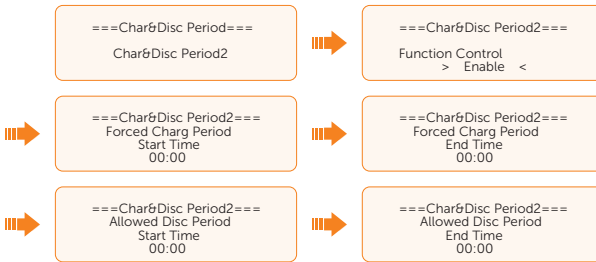 ===Char&Disc Period===
Char&Disc Period2
===Char&Disc Period2===
Function Control
> Enable <
===Char&Disc Period2===
Forced Charg Period
Start Time
00:00
===Char&Disc Period2===
Forced Charg Period
End Time
00:00
===Char&Disc Period2===
Allowed Disc Period
Start Time
00:00
===Char&Disc Period2===
Allowed Disc Period
End Time
00:00